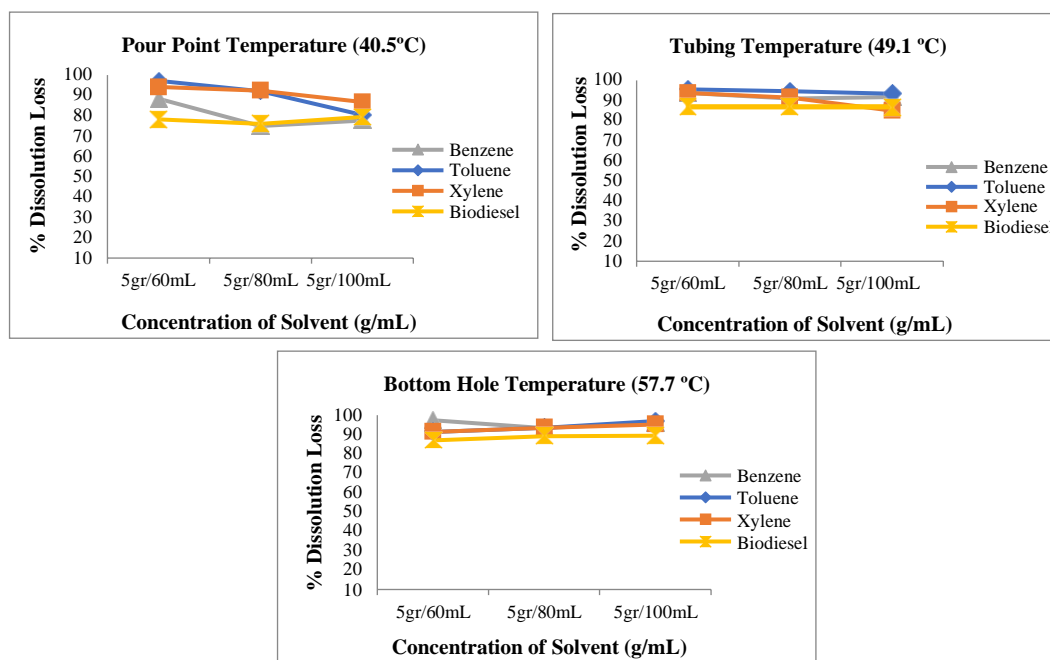 Pour Point Temperature (40.5ºC)
% Dissolution Loss
100
90
80
70
60
50
40
30
20
10
5gr/60mL 5gr/80mL 5gr/100mL
Concentration of Solvent (g/mL)
Benzene
Toluene
Xylene
Biodiesel
Tubing Temperature (49.1 ºC)
% Dissolution Loss
100
90
80
70
60
50
40
30
20
10
5gr/60mL 5gr/80mL 5gr/100mL
Concentration of Solvent (g/mL)
Benzene
Toluene
Xylene
Biodiesel
Bottom Hole Temperature (57.7 ºC)
% Dissolution Loss
100
90
80
70
60
50
40
30
20
10
5gr/60mL 5gr/80mL 5gr/100mL
Concentration of Solvent (g/mL)
Benzene
Toluene
Xylene
Biodiesel